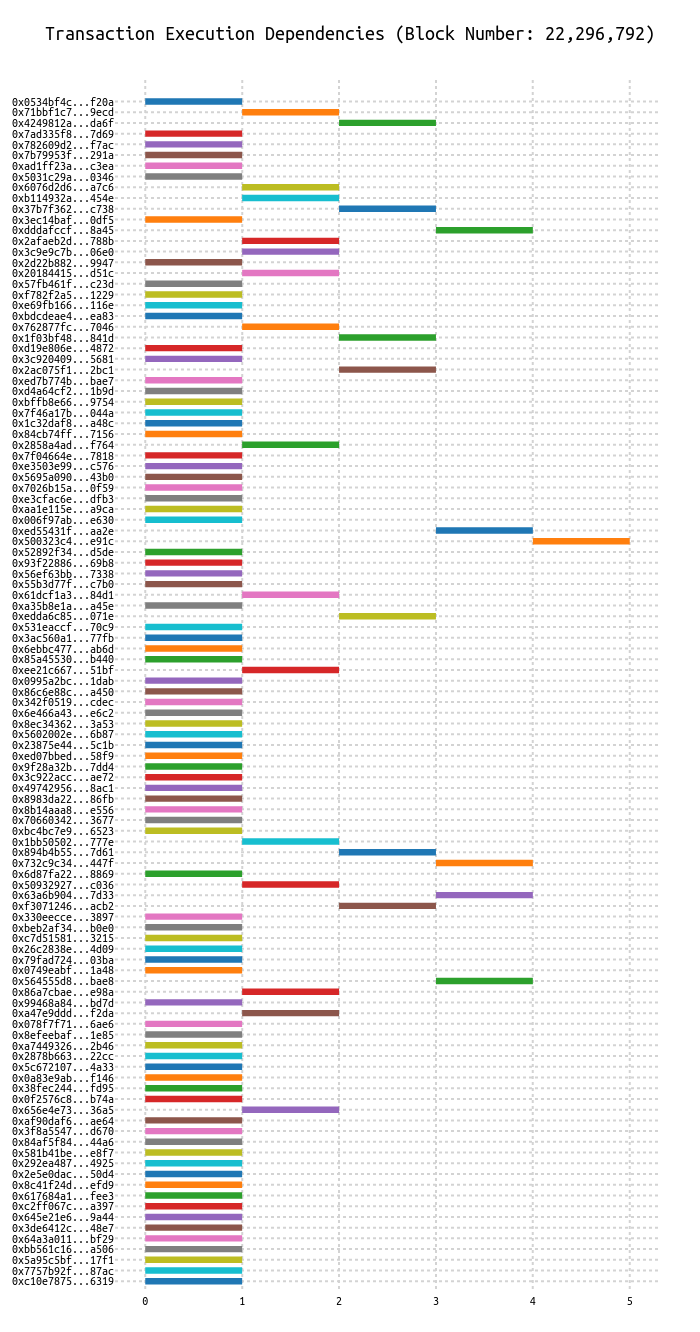 Transaction Execution Dependencies (Block Number: 22,296,792)
0x0534bf4c...f20a
0x71bbf1c7...9ecd
0x4249812a...da6f
0x7ad335f8...7d69
0x782609d2...f7ac
0x7b79953f...291a
0xad1ff23a...c3ea
0x5031c29a...0346
0x6076d2d6...a7c6
0xb114932a...454e
0x37b7f362...c738
0x3ec14baf...0df5
0xdddafccf...8a45
0x2afaeb2d...788b
0x3c9e9c7b...06e0
0x2d22b882...9947
0x20184415...d51c
0x57fb461f...c23d
0xf782f2a5...1229
0xe69fb166...116e
0xbdcdeae4...ea83
0x762877fc...7046
0x1f03bf48...841d
0xd19e806e...4872
0x3c920409...5681
0x2ac075f1...2bc1
0xed7b774b...bae7
0xd4a64cf2...1b9d
0xbffb8e66...9754
0x7f46a17b...044a
0x1c32daf8...a48c
0x84cb74ff...7156
0x2858a4ad...f764
0x7f04664e...7818
0xe3503e99...c576
0x5695a090...43b0
0x7026b15a...0f59
0xe3cfac6e...dfb3
0xaa1e115e...a9ca
0x006f97ab...e630
0xed55431f...aa2e
0x500323c4...e91c
0x52892f34...d5de
0x93f22886...69b8
0x56ef63bb...7338
0x55b3d77f...c7b0
0x61dcf1a3...84d1
0xa35b8e1a...a45e
0xedda6c85...071e
0x531eaccf...70c9
0x3ac560a1...77fb
0x6ebbc477...ab6d
0x85a45530...b440
0xee21c667...51bf
0x0995a2bc...1dab
0x86c6e88c...a450
0x342f0519...cdec
0x6e466a43...e6c2
0x8ec34362...3a53
0x5602002e...6b87
0x23875e44...5c1b
0xed07bbed...58f9
0x9f28a32b...7dd4
0x3c922acc...ae72
0x49742956...8ac1
0x8983da22...86fb
0x8b14aaa8...e556
0x70660342...3677
0xbc4bc7e9...6523
0x1bb50502...777e
0x894b4b55...7d61
0x732c9c34...447f
0x6d87fa22...8869
0x50932927...c036
0x63a6b904...7d33
0xf3071246...acb2
0x330eecce...3897
0xbeb2af34...b0e0
0xc7d51581...3215
0x26c2838e...4d09
0x79fad724...03ba
0x0749eabf...1a48
0x564555d8...bae8
0x86a7cbae...e98a
0x99468a84...bd7d
0xa47e9ddd...f2da
0x078f7f71...6ae6
0x8efeebaf...1e85
0xa7449326...2b46
0x2878b663...22cc
0x5c672107...4a33
0x0a83e9ab...f146
0x38fec244...fd95
0x0f2576c8...b74a
0x656e4e73...36a5
0xaf90daf6...ae64
0x3f8a5547...d670
0x84af5f84...44a6
0x581b41be...e8f7
0x292ea487...4925
0x2e5e0dac...50d4
0x8c41f24d...efd9
0x617684a1...fee3
0xc2ff067c...a397
0x645e21e6...9a44
0x3de6412c...48e7
0x64a3a011...bf29
0xbb561c16...a506
0x5a95c5bf...17f1
0x7757b92f...87ac
0xc10e7875...6319
0 1 2 3 4 5